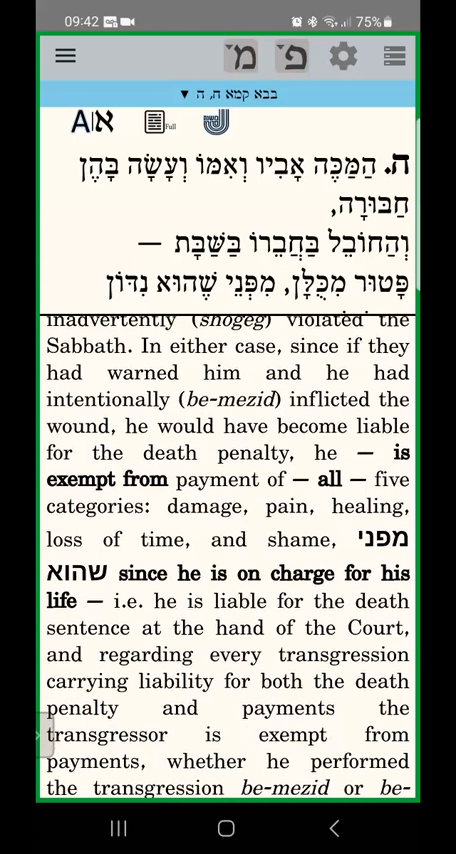 09:42 75%
מ׳ פ׳
בבא קמא ח, ה ▼
A|א Full
ה. הַמַּכֶּה אָבִיו וְאִמּוֹ וְעָשָׂה בָּהֶן
חַבּוּרָה,
וְהַחוֹבֵל בַּחֲבֵרוֹ בַּשַּׁבָּת —
פָּטוּר מִכֻּלָּן, מִפְּנֵי שֶׁהוּא נִדּוֹן
inadvertently (shogeg) violated the
Sabbath. In either case, since if they
had warned him and he had
intentionally (be-mezid) inflicted the
wound, he would have become liable
for the death penalty, he — is
exempt from payment of — all — five
categories: damage, pain, healing,
loss of time, and shame, מפני
שהוא since he is on charge for his
life — i.e. he is liable for the death
sentence at the hand of the Court,
and regarding every transgression
carrying liability for both the death
penalty and payments the
transgressor is exempt from
payments, whether he performed
the transgression be-mezid or be-